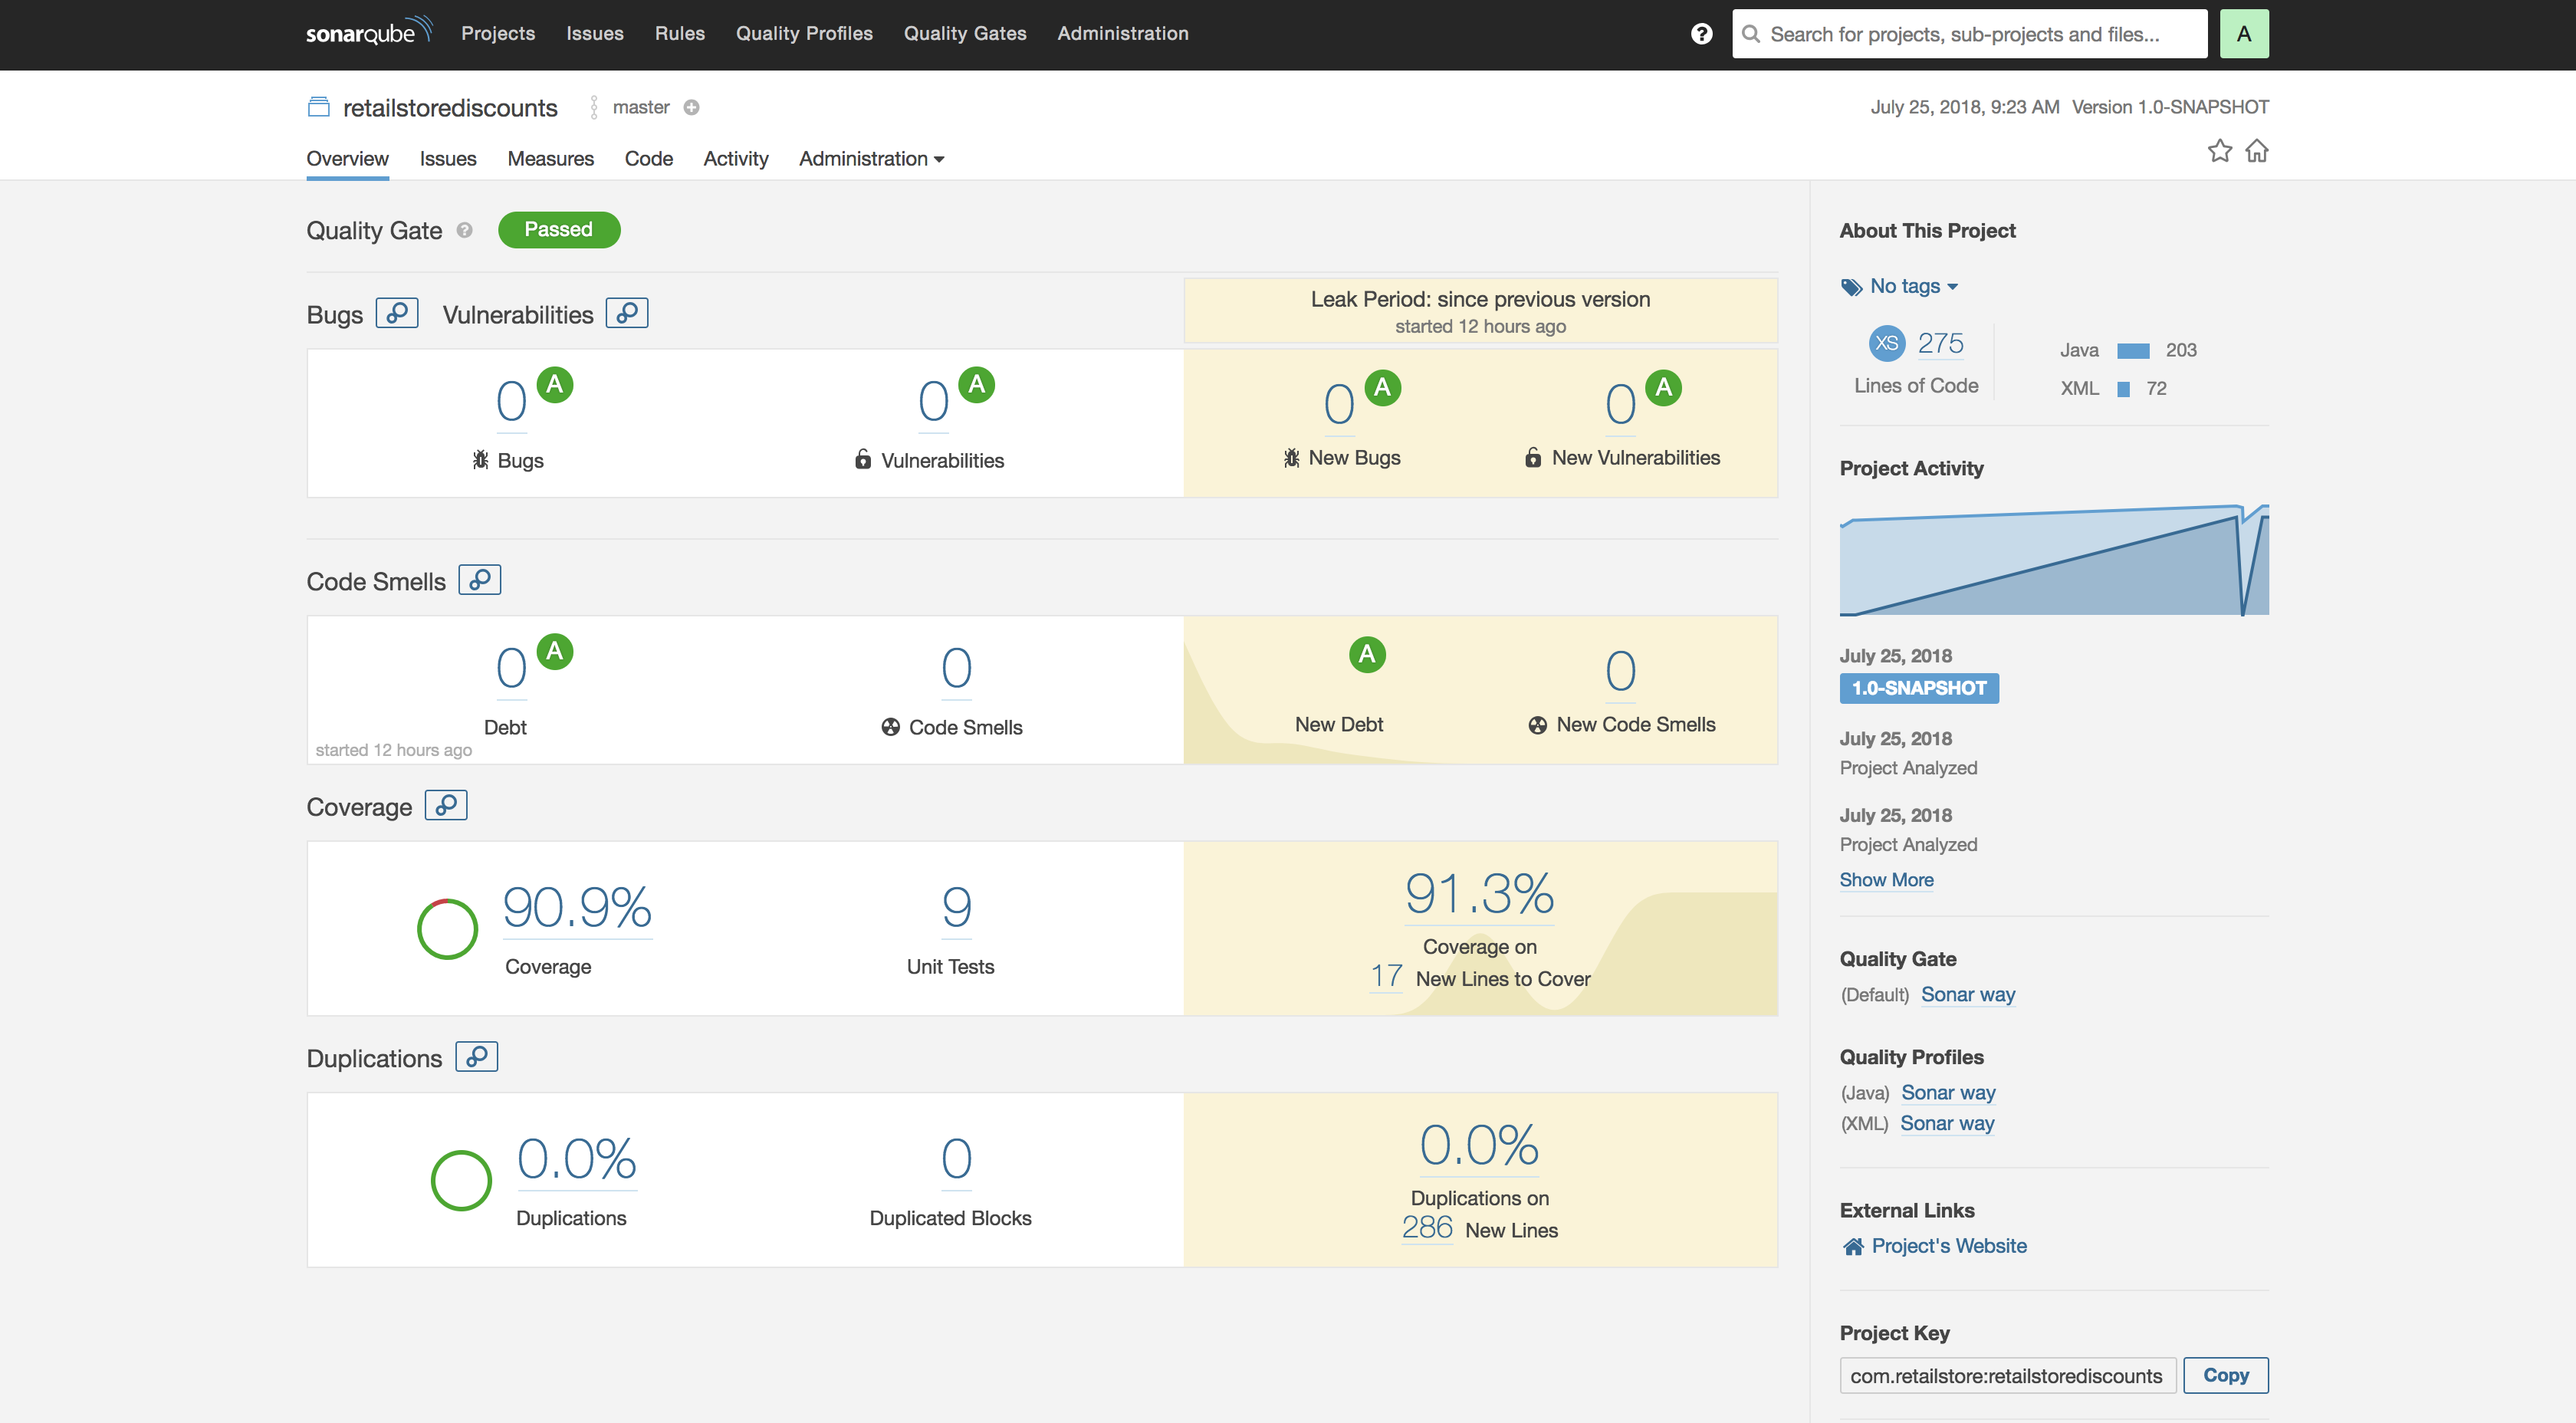 sonarqube Projects Issues Rules Quality Profiles Quality Gates Administration ? Search for projects, sub-projects and files... A
retailstorediscounts master July 25, 2018, 9:23 AM Version 1.0-SNAPSHOT
Overview Issues Measures Code Activity Administration
Quality Gate ? Passed
Bugs Vulnerabilities
Leak Period: since previous version
started 12 hours ago
0 A 0 A 0 A 0 A
Bugs Vulnerabilities New Bugs New Vulnerabilities
Code Smells
0 A 0 A 0
Debt Code Smells New Debt New Code Smells
started 12 hours ago
Coverage
90.9% 9 91.3%
Coverage Unit Tests Coverage on
17 New Lines to Cover
Duplications
0.0% 0 0.0%
Duplications Duplicated Blocks Duplications on
286 New Lines
About This Project
No tags
XS 275
Lines of Code
Java 203
XML 72
Project Activity
July 25, 2018
1.0-SNAPSHOT
July 25, 2018
Project Analyzed
July 25, 2018
Project Analyzed
Show More
Quality Gate
(Default) Sonar way
Quality Profiles
(Java) Sonar way
(XML) Sonar way
External Links
Project's Website
Project Key
com.retailstore:retailstorediscounts Copy